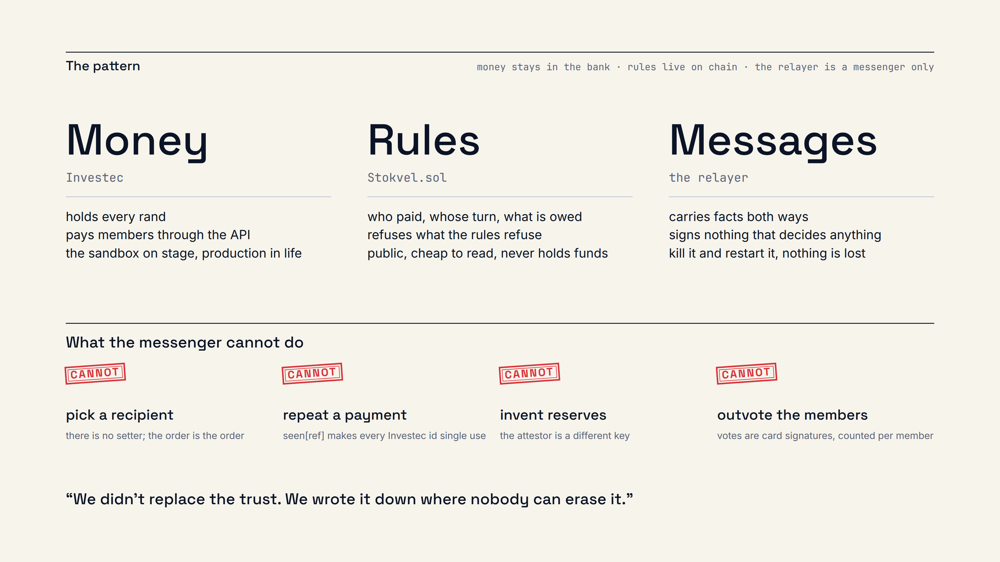 The pattern
money stays in the bank · rules live on chain · the relayer is a messenger only
Money
Investec
holds every rand
pays members through the API
the sandbox on stage, production in life
Rules
Stokvel.sol
who paid, whose turn, what is owed
refuses what the rules refuse
public, cheap to read, never holds funds
Messages
the relayer
carries facts both ways
signs nothing that decides anything
kill it and restart it, nothing is lost
What the messenger cannot do
CANNOT
pick a recipient
there is no setter; the order is the order
CANNOT
repeat a payment
seen[ref] makes every Investec id single use
CANNOT
invent reserves
the attestor is a different key
CANNOT
outvote the members
votes are card signatures, counted per member
“We didn’t replace the trust. We wrote it down where nobody can erase it.”